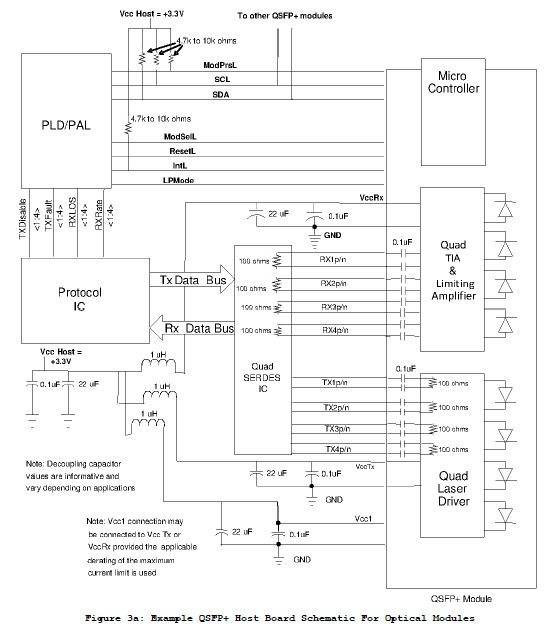 Vcc Host = +3.3V
To other QSFP+ modules
4.7k to 10k ohms
ModPrsL
SCL
SDA
Micro
Controller
PLD/PAL
4.7k to 10k ohms
ModSelL
ResetL
IntL
LPMode
TXDisable
<1:4>
TXFault
<1:4>
RXLOS
<1:4>
RXRate
<1:4>
VccRx
22 uF
0.1uF
GND
0.1uF
Quad
TIA
&
Limiting
Amplifier
100 ohms
RX1p/n
100 ohms
RX2p/n
100 ohms
RX3p/n
100 ohms
RX4p/n
Protocol
IC
Tx Data Bus
Rx Data Bus
Quad
SERDES
IC
Vcc Host =
+3.3V
0.1uF
22 uF
1 uH
1 uH
1 uH
0.1uF
TX1p/n
100 ohms
TX2p/n
100 ohms
TX3p/n
100 ohms
TX4p/n
100 ohms
VccTx
22 uF
0.1uF
GND
Quad
Laser
Driver
Note: Decoupling capacitor
values are informative and
vary depending on applications
Note: Vcc1 connection may
be connected to Vcc Tx or
VccRx provided the applicable
derating of the maximum
current limit is used
Vcc1
22 uF
0.1uF
GND
QSFP+ Module
Figure 3a: Example QSFP+ Host Board Schematic For Optical Modules